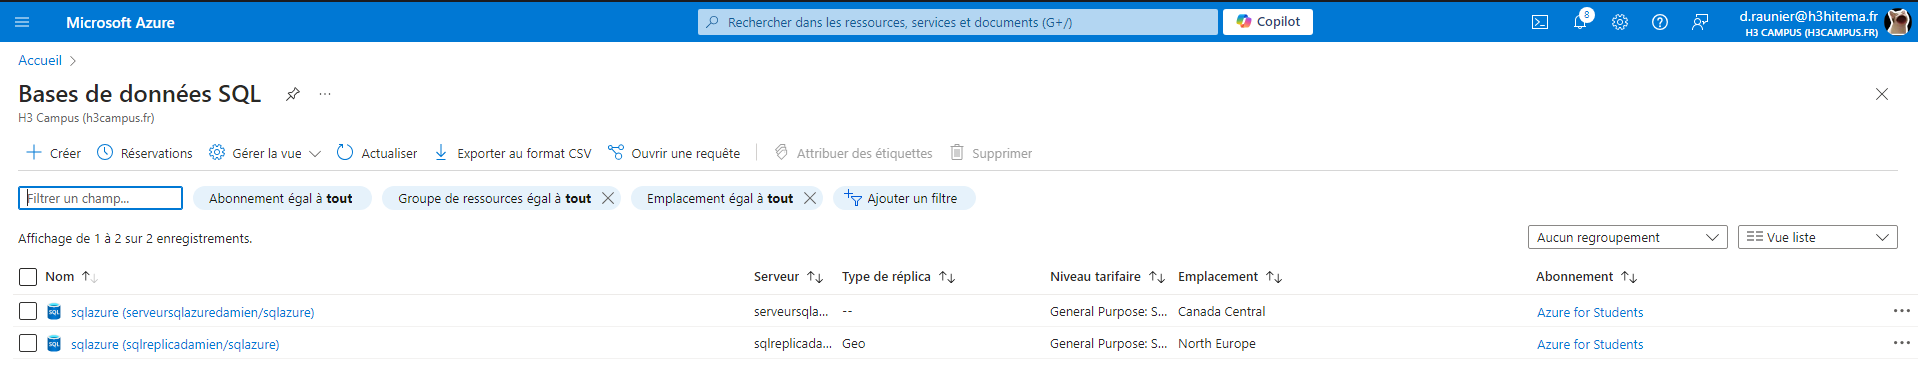 Microsoft Azure
Rechercher dans les ressources, services et documents (G+/)
Copilot
8
d.raunier@h3hitema.fr
H3 CAMPUS (H3CAMPUS.FR)
Accueil
Bases de données SQL
H3 Campus (h3campus.fr)
Créer Réservations Gérer la vue Actualiser Exporter au format CSV Ouvrir une requête Attribuer des étiquettes Supprimer
Filtrer un champ... Abonnement égal à tout Groupe de ressources égal à tout Emplacement égal à tout Ajouter un filtre
Affichage de 1 à 2 sur 2 enregistrements. Aucun regroupement Vue liste
Nom Serveur Type de réplica Niveau tarifaire Emplacement Abonnement
SQL sqlazure (serveursqlazuredamien/sqlazure) serveursqla... -- General Purpose: S... Canada Central Azure for Students ...
SQL sqlazure (sqlreplicadamien/sqlazure) sqlreplicada... Geo General Purpose: S... North Europe Azure for Students ...